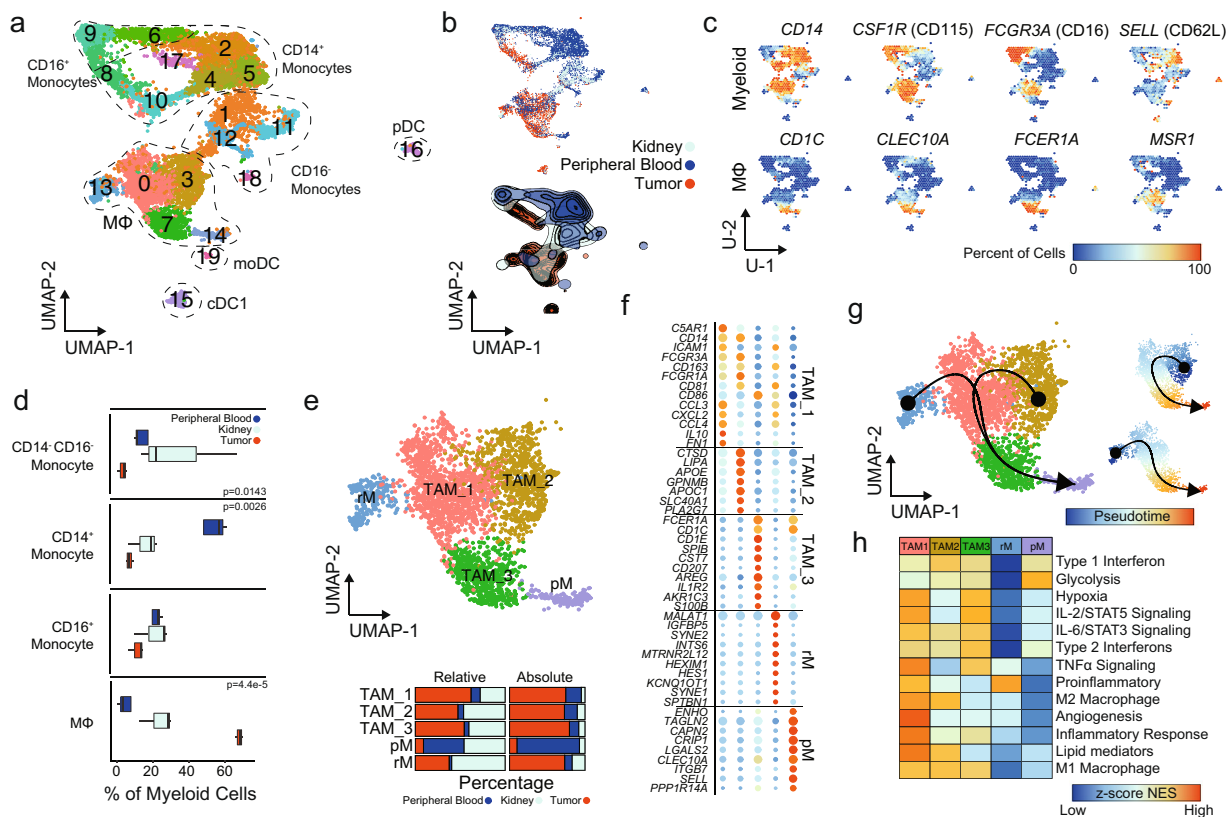 a
9
6
2
17
CD14+
Monocytes
CD16+
Monocytes
8
4
5
10
1
12
11
pDC
16
13
0
3
18
CD16-
Monocytes
MΦ
7
14
19
moDC
15
cDC1
UMAP-2
UMAP-1
b
Kidney
Peripheral Blood
Tumor
UMAP-2
UMAP-1
c
CD14
CSF1R (CD115)
FCGR3A (CD16)
SELL (CD62L)
Myeloid
CD1C
CLEC10A
FCER1A
MSR1
MΦ
U-2
U-1
Percent of Cells
0
100
d
Peripheral Blood
Kidney
Tumor
CD14- CD16-
Monocyte
p=0.0143
p=0.0026
CD14+
Monocyte
CD16+
Monocyte
p=4.4e-5
MΦ
0
20
40
60
% of Myeloid Cells
e
rM
TAM_1
TAM_2
TAM_3
pM
UMAP-2
UMAP-1
Relative
Absolute
TAM_1
TAM_2
TAM_3
pM
rM
Percentage
Peripheral Blood
Kidney
Tumor
f
C5AR1
CD14
ICAM1
FCGR3A
CD163
FCGR1A
CD81
CD86
CCL3
CXCL2
CCL4
IL10
FN1
TAM_1
CTSD
LIPA
APOE
GPNMB
APOC1
SLC40A1
PLA2G7
TAM_2
FCER1A
CD1C
CD1E
SPIB
CST7
CD207
AREG
IL1R2
AKR1C3
S100B
TAM_3
MALAT1
IGFBP5
SYNE2
INTS6
MTRNR2L12
HEXIM1
HES1
KCNQ1OT1
SYNE1
SPTBN1
rM
ENHO
TAGLN2
CAPN2
CRIP1
LGALS2
CLEC10A
ITGB7
SELL
PPP1R14A
pM
g
UMAP-2
UMAP-1
Pseudotime
h
TAM1
TAM2
TAM3
rM
pM
Type 1 Interferon
Glycolysis
Hypoxia
IL-2/STAT5 Signaling
IL-6/STAT3 Signaling
Type 2 Interferons
TNFα Signaling
Proinflammatory
M2 Macrophage
Angiogenesis
Inflammatory Response
Lipid mediators
M1 Macrophage
z-score NES
Low
High